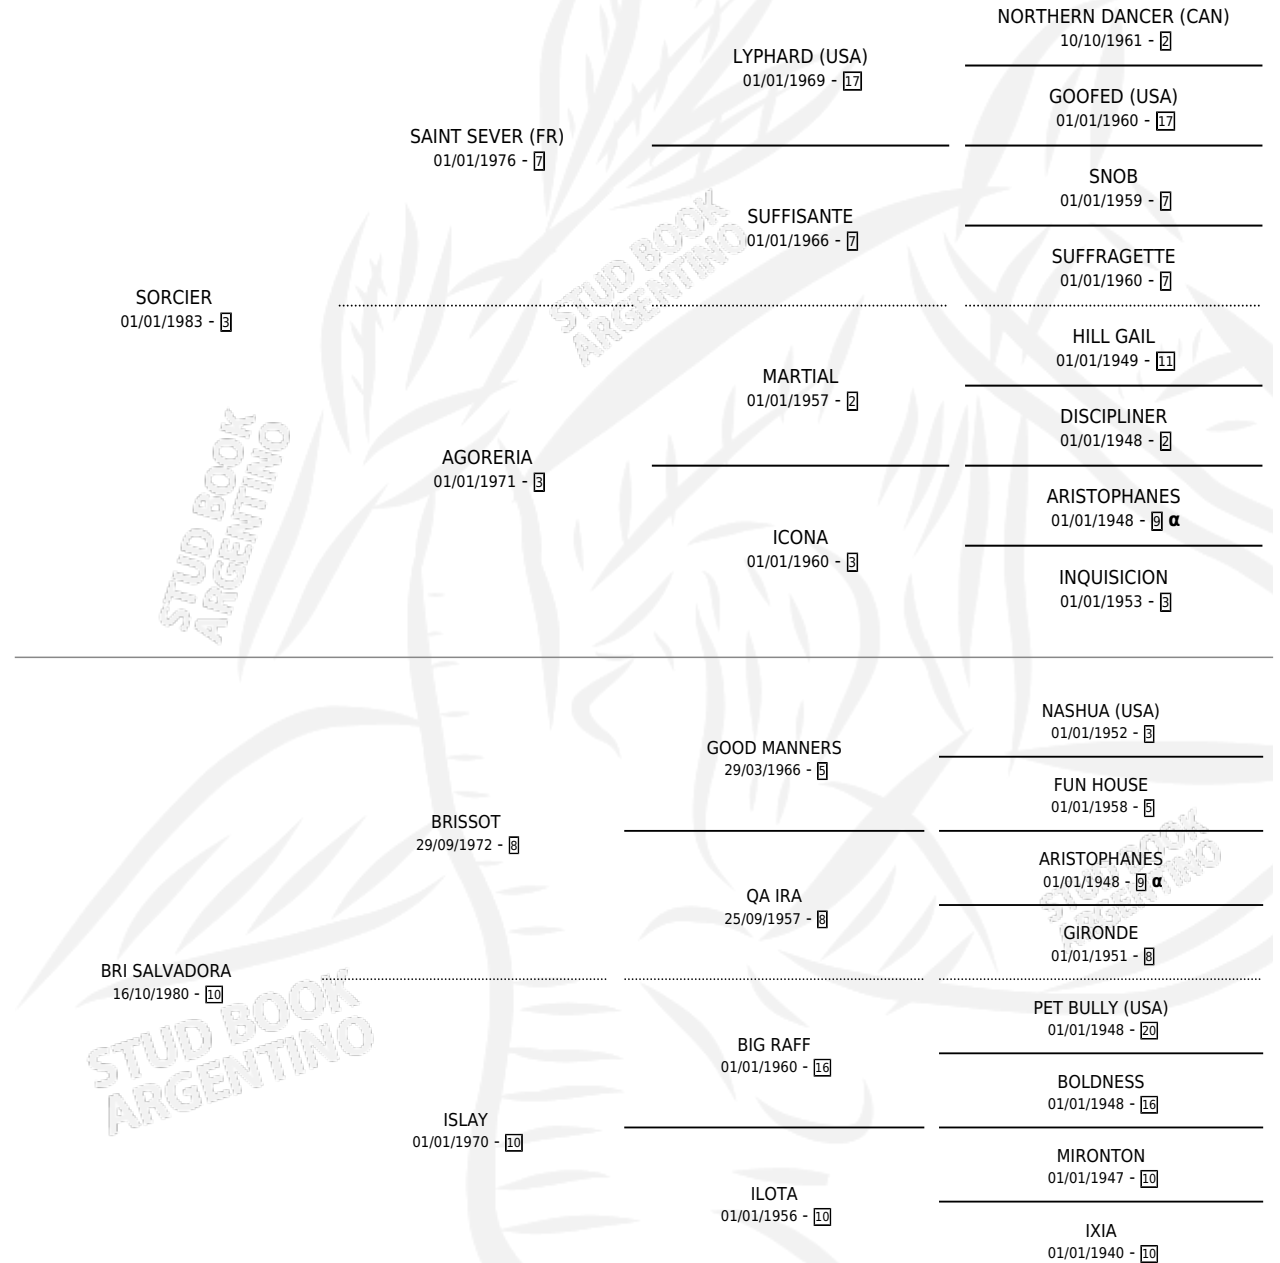 NORTHERN DANCER (CAN)
10/10/1961 - 2
LYPHARD (USA)
01/01/1969 - 17
GOOFED (USA)
01/01/1960 - 17
SAINT SEVER (FR)
01/01/1976 - 7
SNOB
01/01/1959 - 7
SUFFISANTE
01/01/1966 - 7
SUFFRAGETTE
01/01/1960 - 7
SORCIER
01/01/1983 - 3
HILL GAIL
01/01/1949 - 11
MARTIAL
01/01/1957 - 2
DISCIPLINER
01/01/1948 - 2
AGORERIA
01/01/1971 - 3
ARISTOPHANES
01/01/1948 - 9 α
ICONA
01/01/1960 - 3
INQUISICION
01/01/1953 - 3
NASHUA (USA)
01/01/1952 - 3
GOOD MANNERS
29/03/1966 - 5
FUN HOUSE
01/01/1958 - 5
BRISSOT
29/09/1972 - 8
ARISTOPHANES
01/01/1948 - 9 α
QA IRA
25/09/1957 - 8
GIRONDE
01/01/1951 - 8
BRI SALVADORA
16/10/1980 - 10
PET BULLY (USA)
01/01/1948 - 20
BIG RAFF
01/01/1960 - 16
BOLDNESS
01/01/1948 - 16
ISLAY
01/01/1970 - 10
MIRONTON
01/01/1947 - 10
ILOTA
01/01/1956 - 10
IXIA
01/01/1940 - 10
STUD BOOK
ARGENTINO
STUD BOOK
ARGENTINO
STUD BOOK
ARGENTINO
STUD BOOK
ARGENTINO